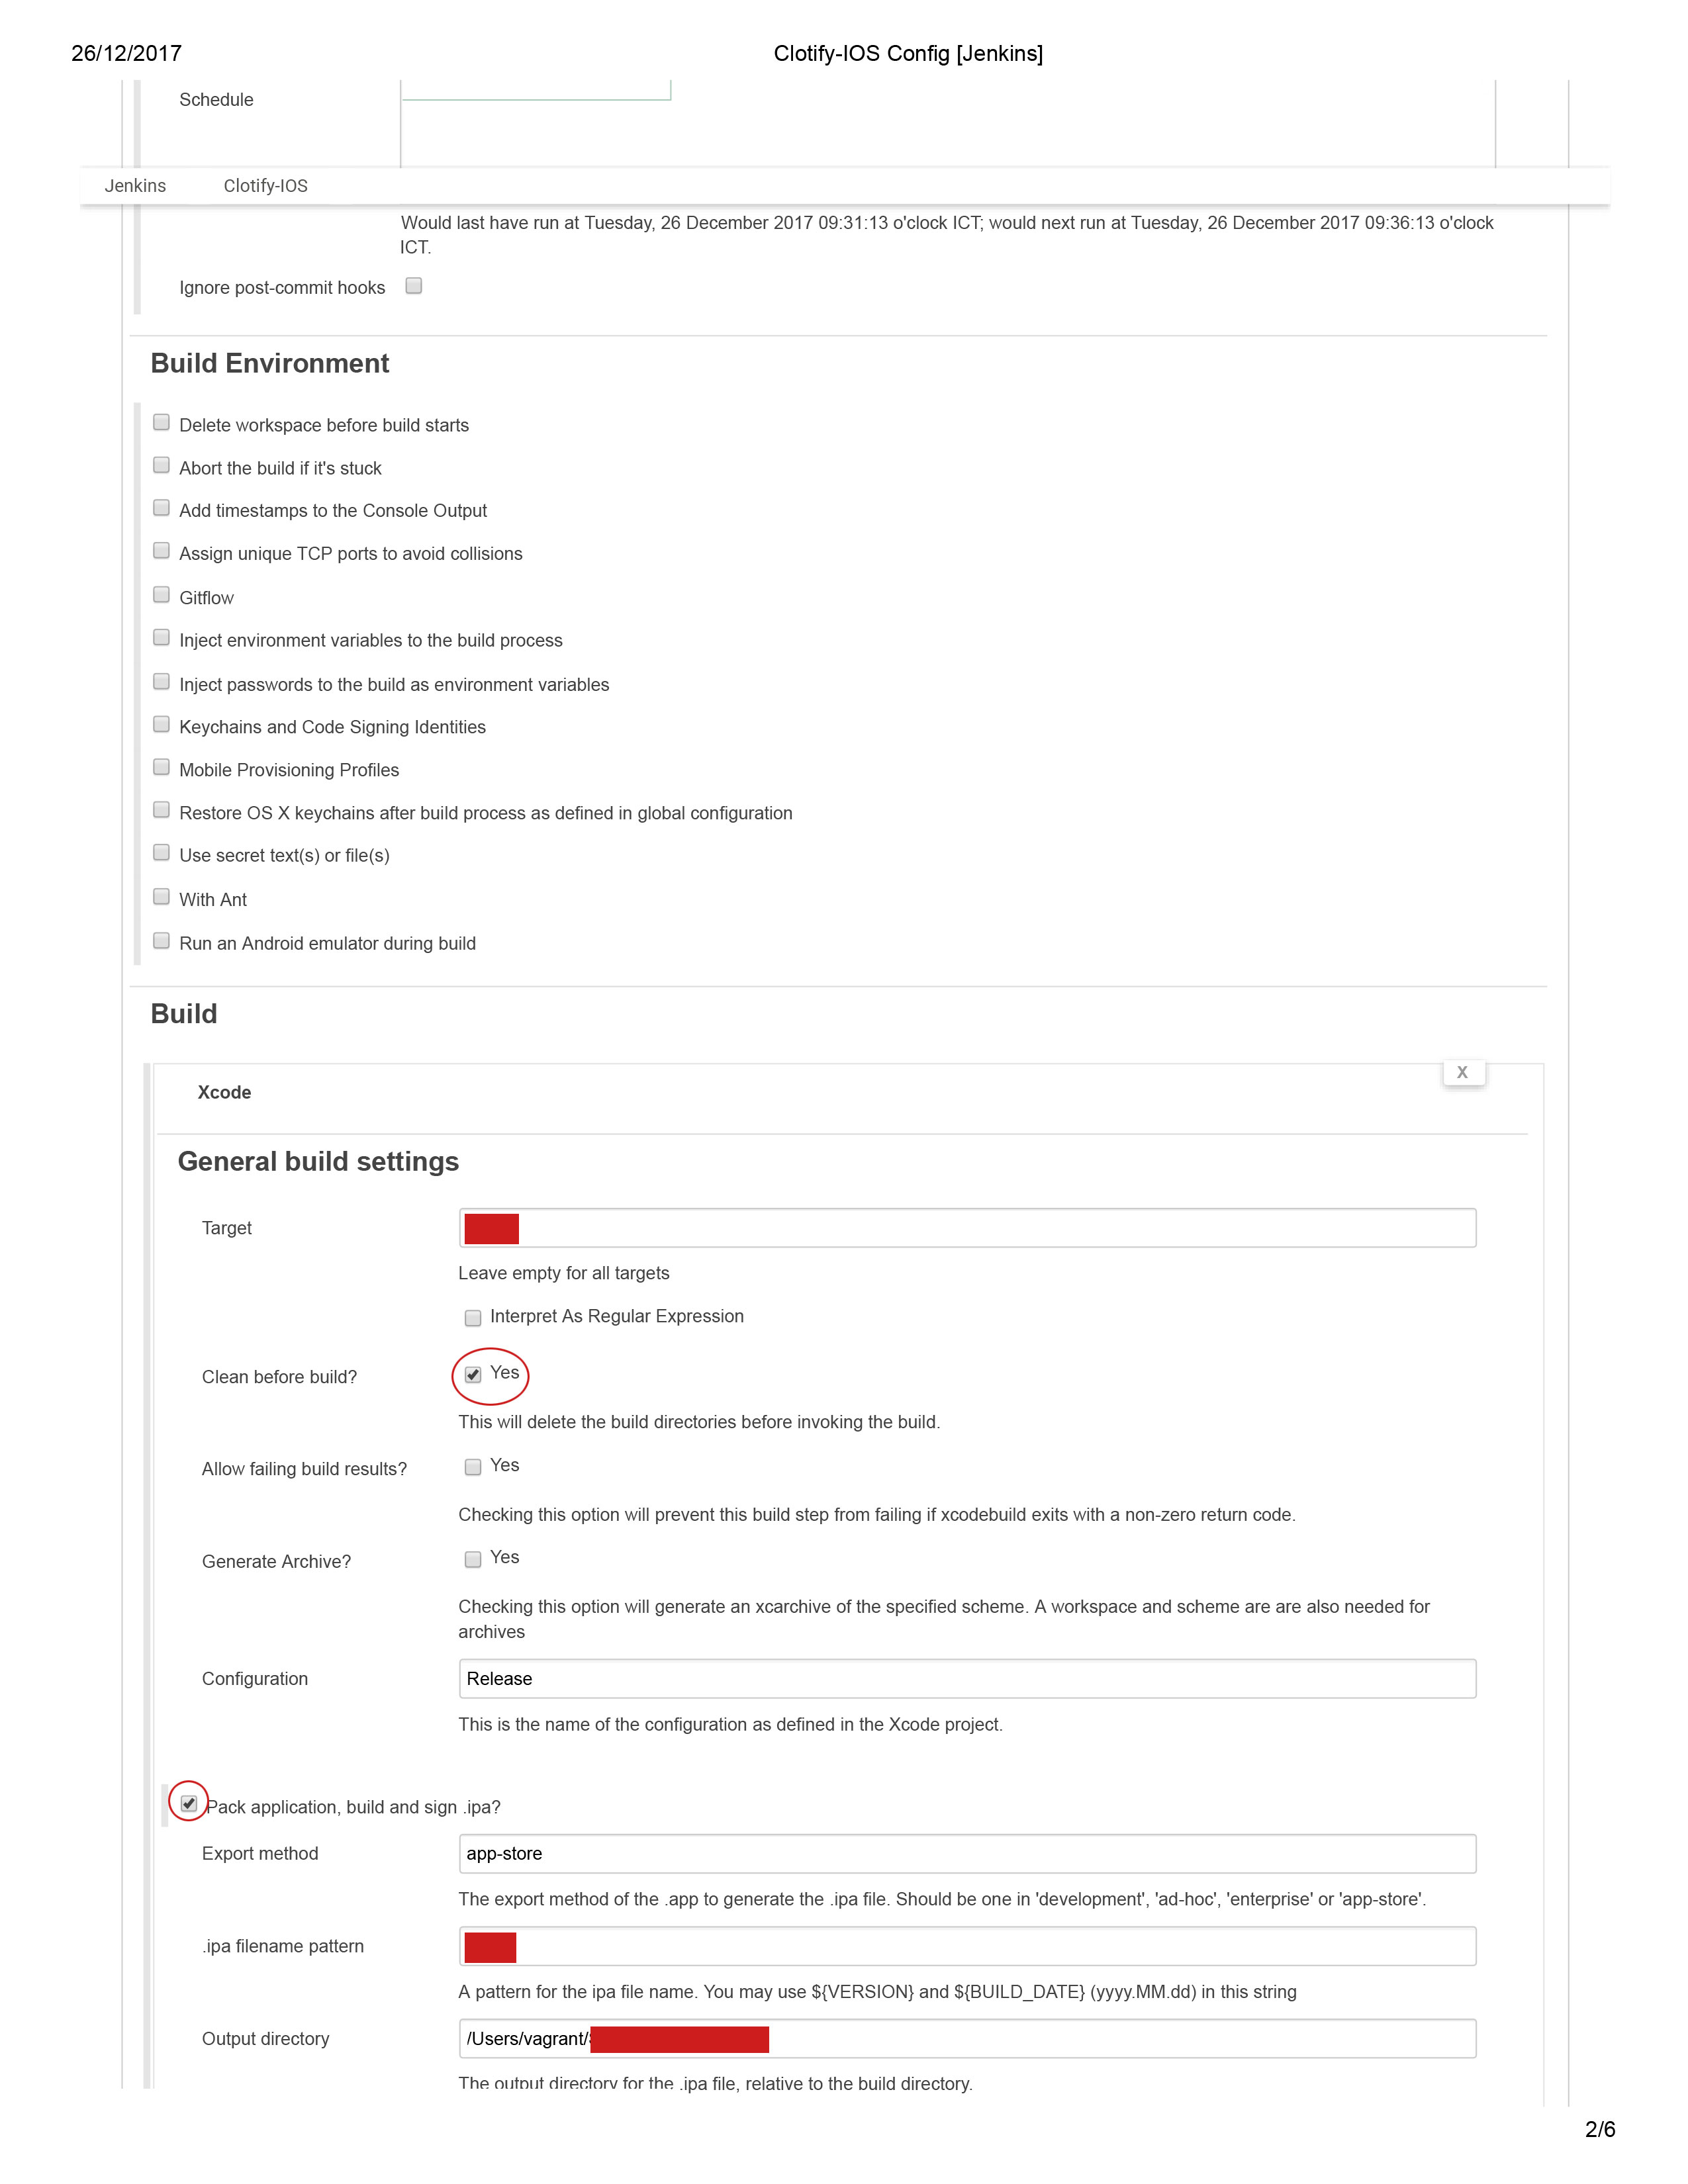 26/12/2017
Clotify-IOS Config [Jenkins]
Schedule
Jenkins
Clotify-IOS
Would last have run at Tuesday, 26 December 2017 09:31:13 o'clock ICT; would next run at Tuesday, 26 December 2017 09:36:13 o'clock
ICT.
Ignore post-commit hooks
Build Environment
Delete workspace before build starts
Abort the build if it's stuck
Add timestamps to the Console Output
Assign unique TCP ports to avoid collisions
Gitflow
Inject environment variables to the build process
Inject passwords to the build as environment variables
Keychains and Code Signing Identities
Mobile Provisioning Profiles
Restore OS X keychains after build process as defined in global configuration
Use secret text(s) or file(s)
With Ant
Run an Android emulator during build
Build
X
Xcode
General build settings
Target
Leave empty for all targets
Interpret As Regular Expression
Clean before build?
Yes
This will delete the build directories before invoking the build.
Allow failing build results?
Yes
Checking this option will prevent this build step from failing if xcodebuild exits with a non-zero return code.
Generate Archive?
Yes
Checking this option will generate an xcarchive of the specified scheme. A workspace and scheme are are also needed for
archives
Configuration
Release
This is the name of the configuration as defined in the Xcode project.
Pack application, build and sign .ipa?
Export method
app-store
The export method of the .app to generate the .ipa file. Should be one in 'development', 'ad-hoc', 'enterprise' or 'app-store'.
.ipa filename pattern
A pattern for the ipa file name. You may use ${VERSION} and ${BUILD_DATE} (yyyy.MM.dd) in this string
Output directory
/Users/vagrant/
The output directory for the .ipa file, relative to the build directory.
2/6